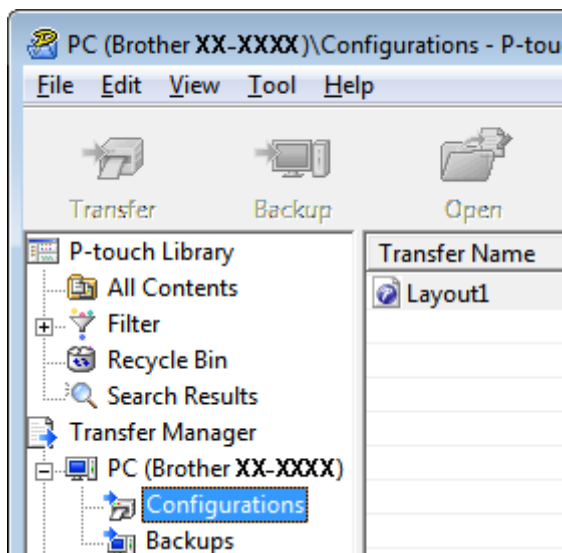 PC (Brother XX-XXXX)\Configurations - P-tou
File Edit View Tool Help
Transfer Backup Open
P-touch Library
All Contents
Filter
Recycle Bin
Search Results
Transfer Manager
PC (Brother XX-XXXX)
Configurations
Backups
Transfer Name
Layout1